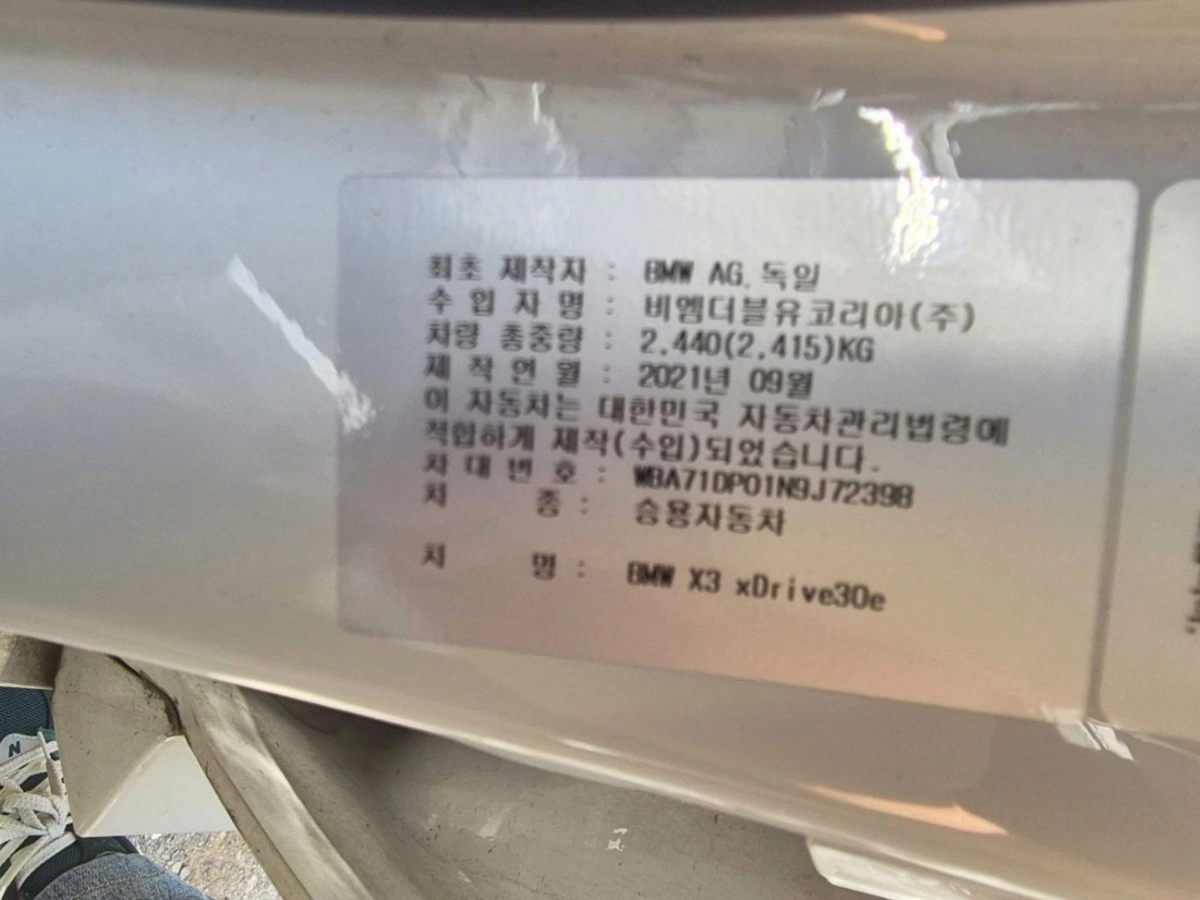 최초 제작자 : BMW AG. 독일
수 입 자 명 : 비엠더블유코리아(주)
차량 총중량 : 2,440(2,415)KG
제 작 연 월 : 2021년 09월
이 자동차는 대한민국 자동차관리법령에
적합하게 제작(수입)되었습니다.
차 대 번 호 : WBA71DP01N9J72398
차 종 : 승용자동차
차 명 : BMW X3 xDrive30e
N